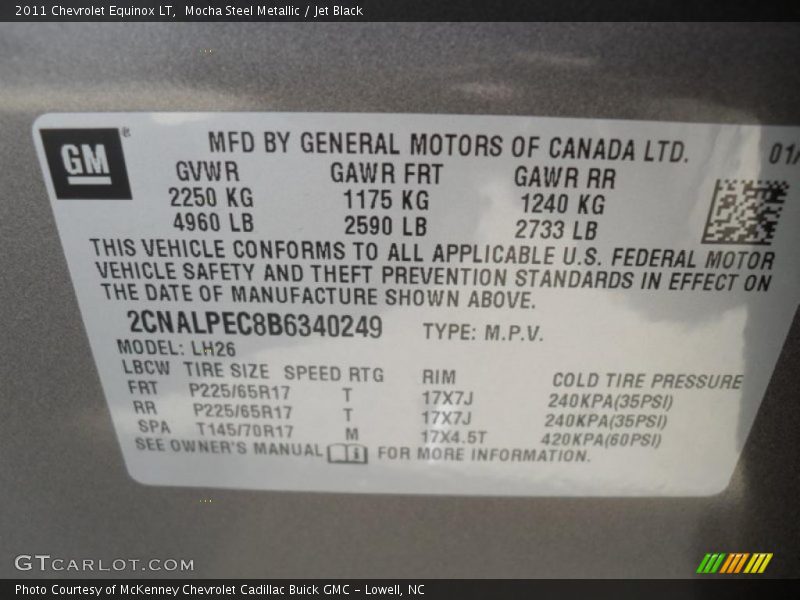 2011 Chevrolet Equinox LT, Mocha Steel Metallic / Jet Black
GM®
MFD BY GENERAL MOTORS OF CANADA LTD. 01/
GVWR GAWR FRT GAWR RR
2250 KG 1175 KG 1240 KG
4960 LB 2590 LB 2733 LB
THIS VEHICLE CONFORMS TO ALL APPLICABLE U.S. FEDERAL MOTOR
VEHICLE SAFETY AND THEFT PREVENTION STANDARDS IN EFFECT ON
THE DATE OF MANUFACTURE SHOWN ABOVE.
2CNALPEC8B6340249 TYPE: M.P.V.
MODEL: LH26
LBCW TIRE SIZE SPEED RTG RIM COLD TIRE PRESSURE
FRT P225/65R17 T 17X7J 240KPA(35PSI)
RR P225/65R17 T 17X7J 240KPA(35PSI)
SPA T145/70R17 M 17X4.5T 420KPA(60PSI)
SEE OWNER'S MANUAL FOR MORE INFORMATION.
GTCARLOT.COM
Photo Courtesy of McKenney Chevrolet Cadillac Buick GMC - Lowell, NC